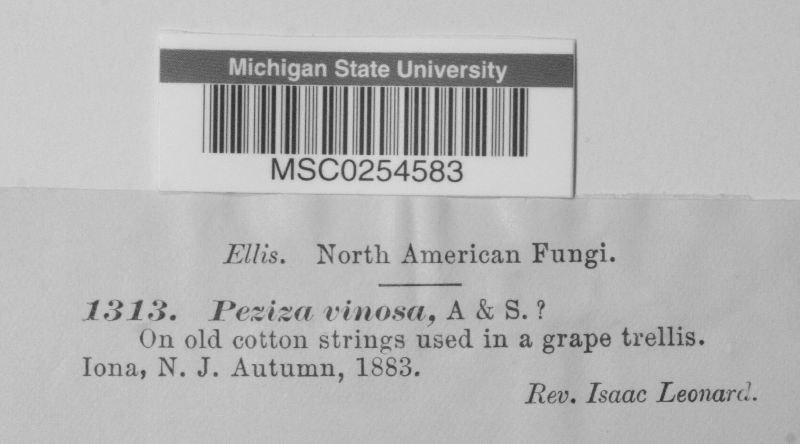 Michigan State University
MSC0254583
Ellis. North American Fungi.
1313. Peziza vinosa, A & S. ?
On old cotton strings used in a grape trellis.
Iona, N. J. Autumn, 1883.
Rev. Isaac Leonard.